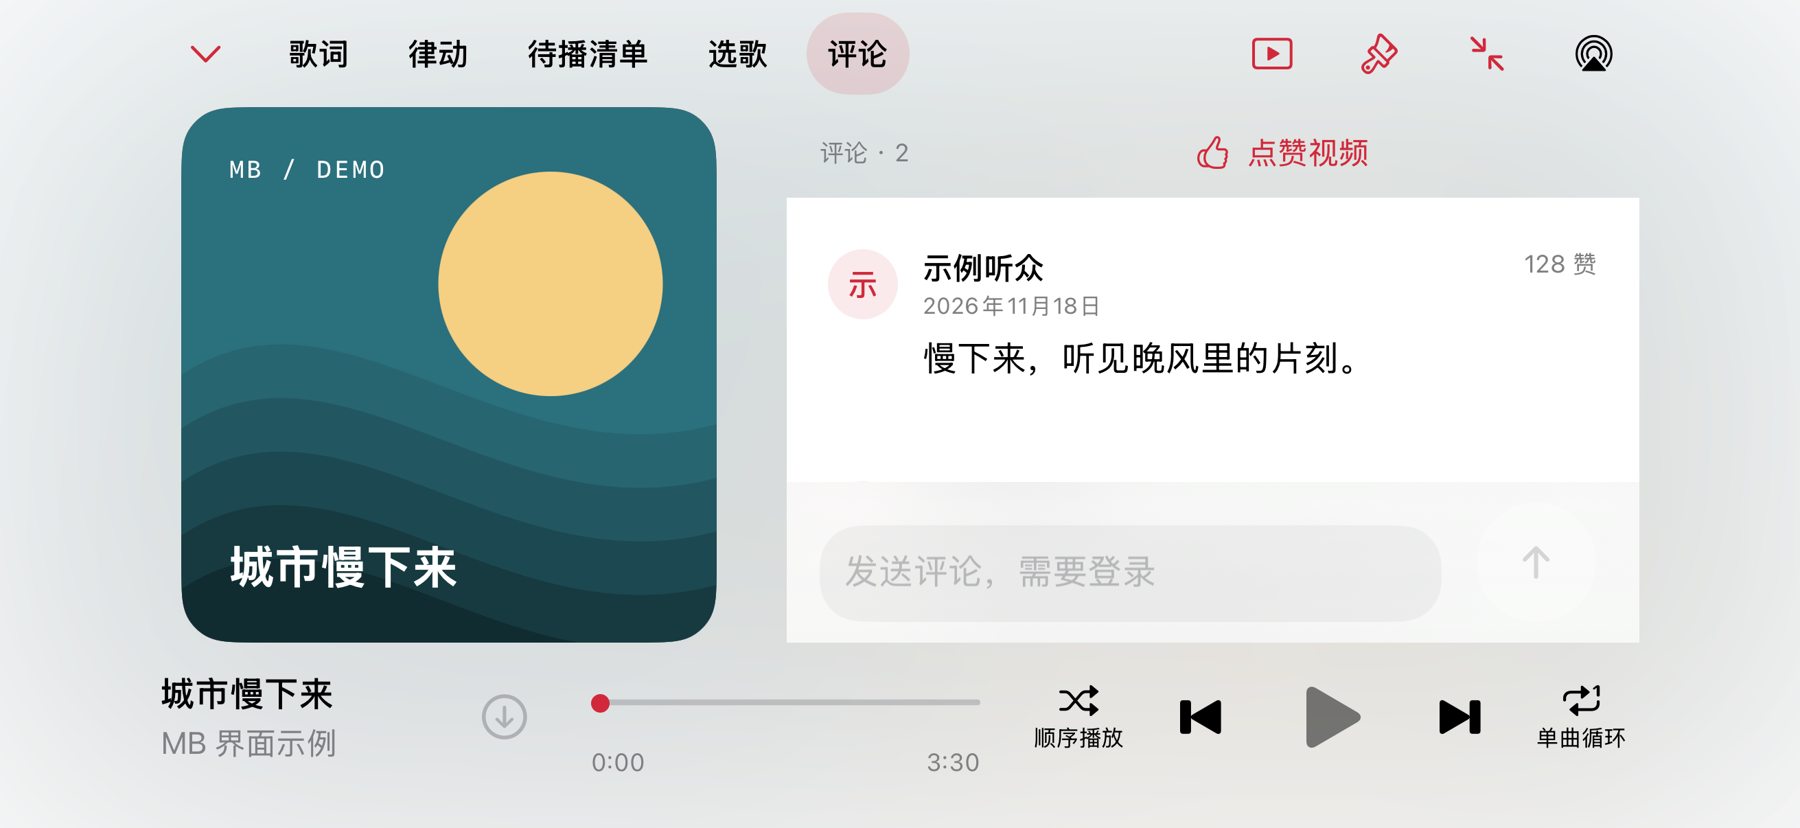 歌词 律动 待播清单 选歌 评论
MB / DEMO
城市慢下来
评论 · 2
点赞视频
示
示例听众
128 赞
2026年11月18日
慢下来，听见晚风里的片刻。
发送评论，需要登录
城市慢下来
MB 界面示例
0:00
3:30
顺序播放
1
单曲循环